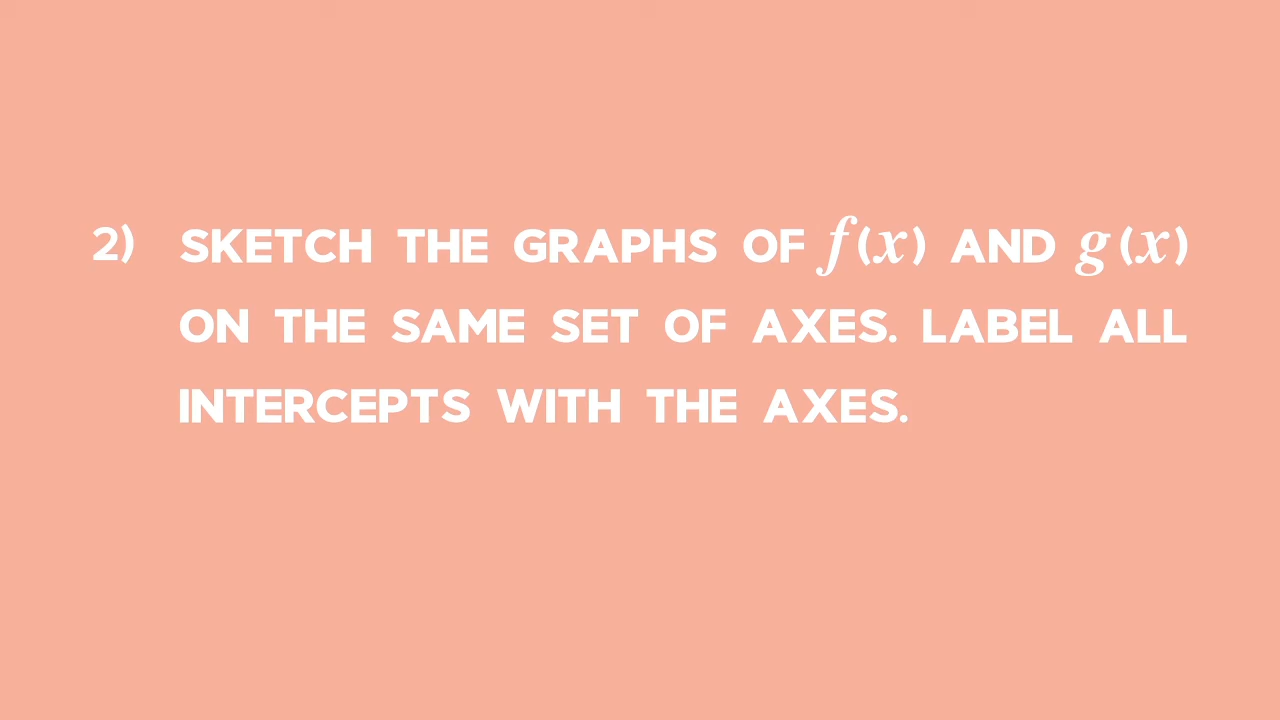 2) SKETCH THE GRAPHS OF f(x) AND g(x)
ON THE SAME SET OF AXES. LABEL ALL
INTERCEPTS WITH THE AXES.